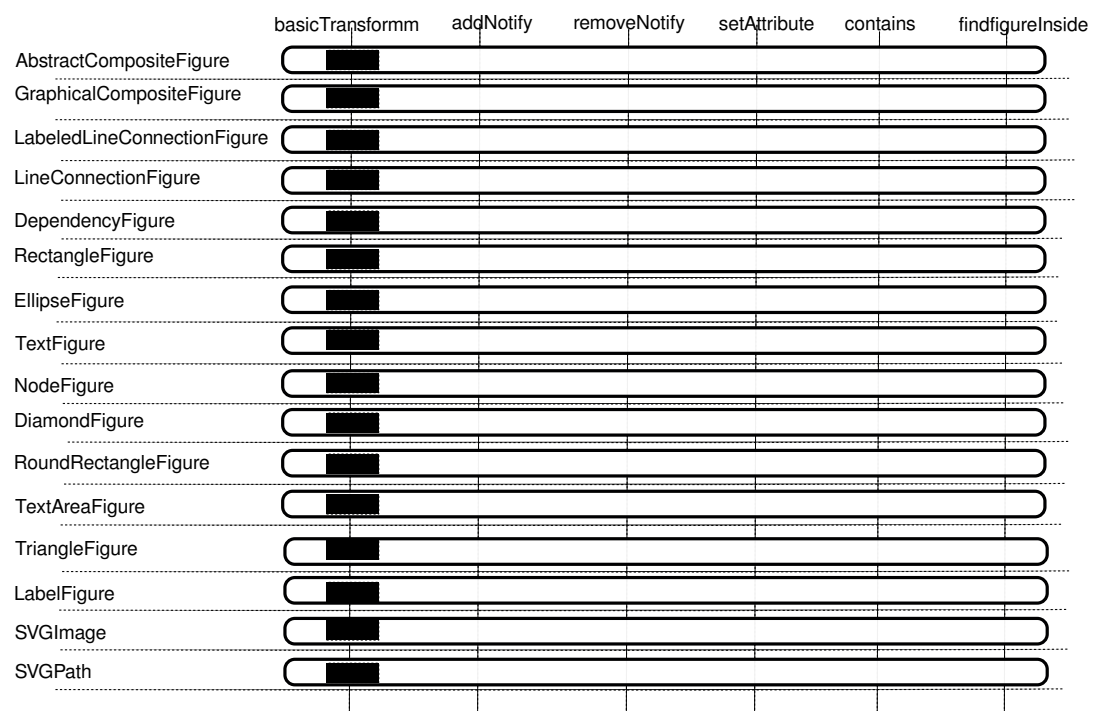 basicTransformm addNotify removeNotify setAttribute contains findfigureInside
AbstractCompositeFigure
GraphicalCompositeFigure
LabeledLineConnectionFigure
LineConnectionFigure
DependencyFigure
RectangleFigure
EllipseFigure
TextFigure
NodeFigure
DiamondFigure
RoundRectangleFigure
TextAreaFigure
TriangleFigure
LabelFigure
SVGImage
SVGPath